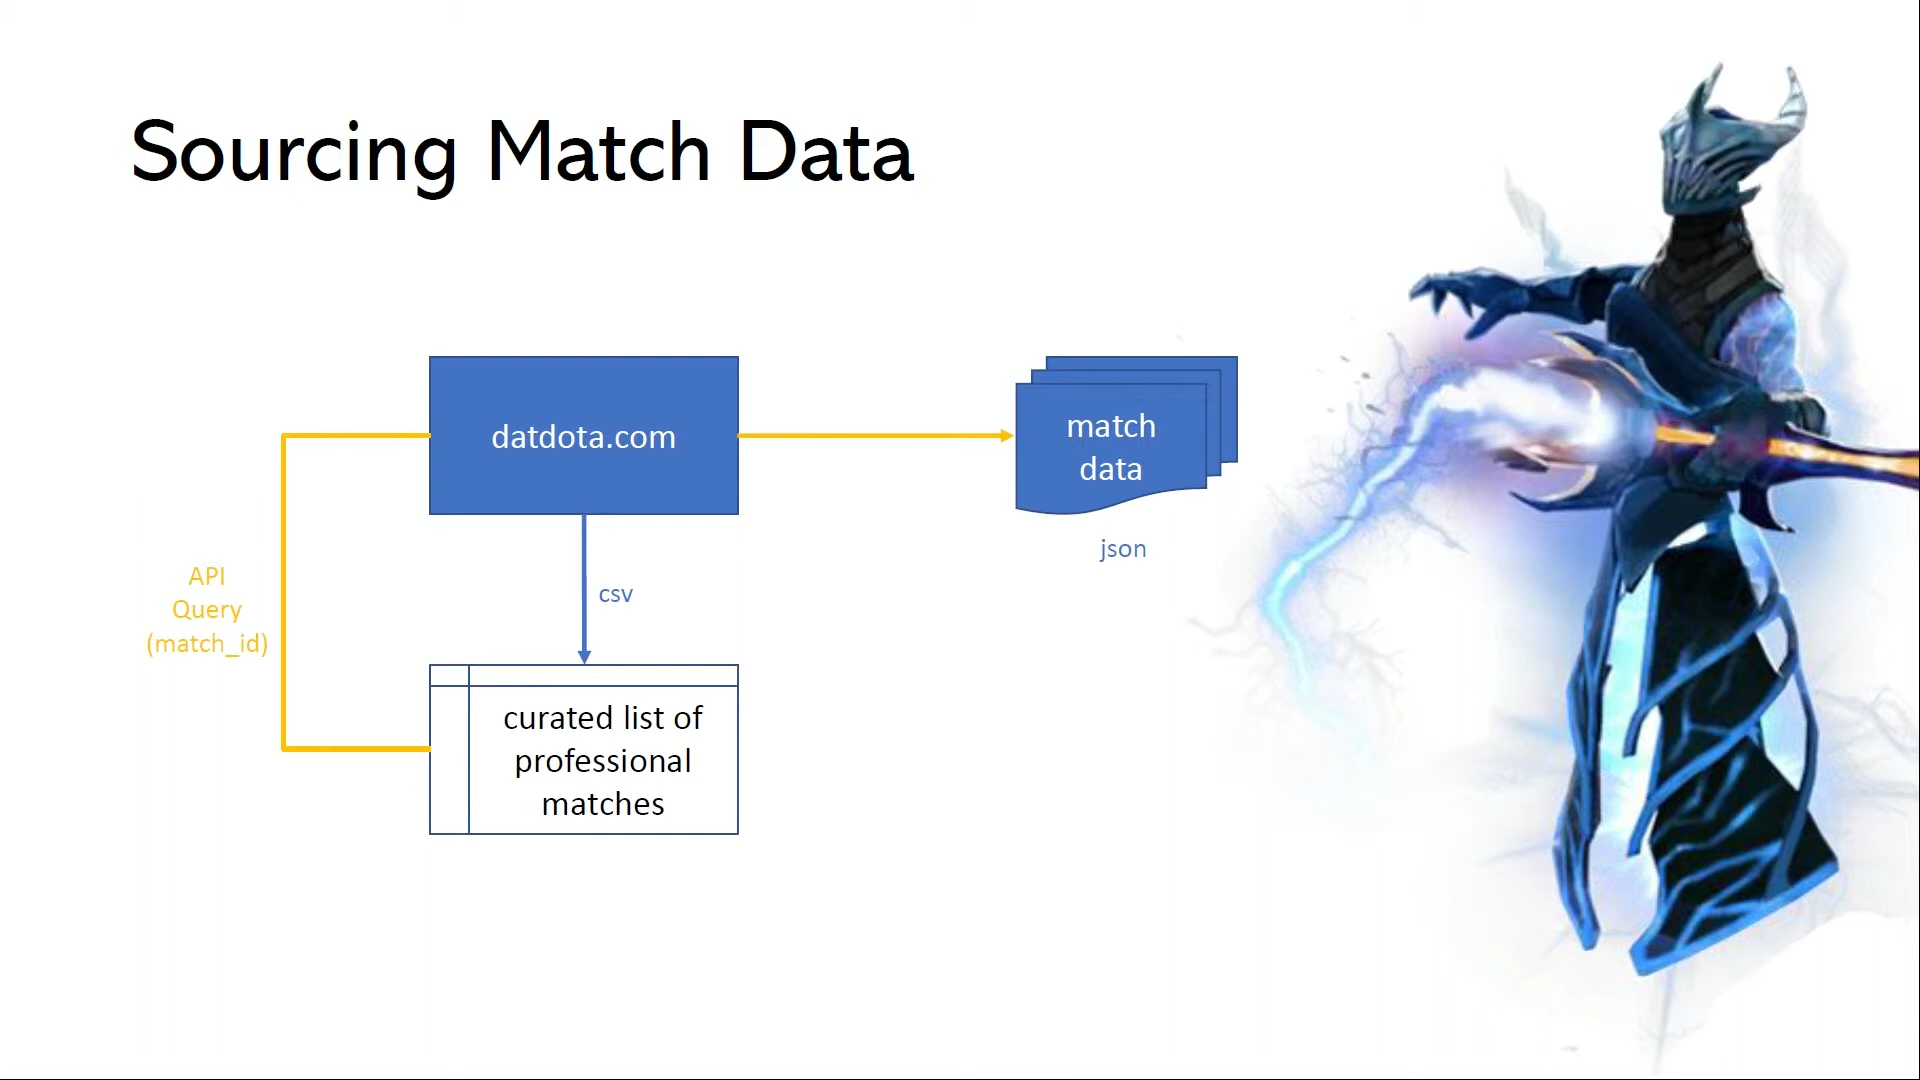 Sourcing Match Data
datdota.com
match
data
json
API
Query
(match_id)
csv
curated list of
professional
matches